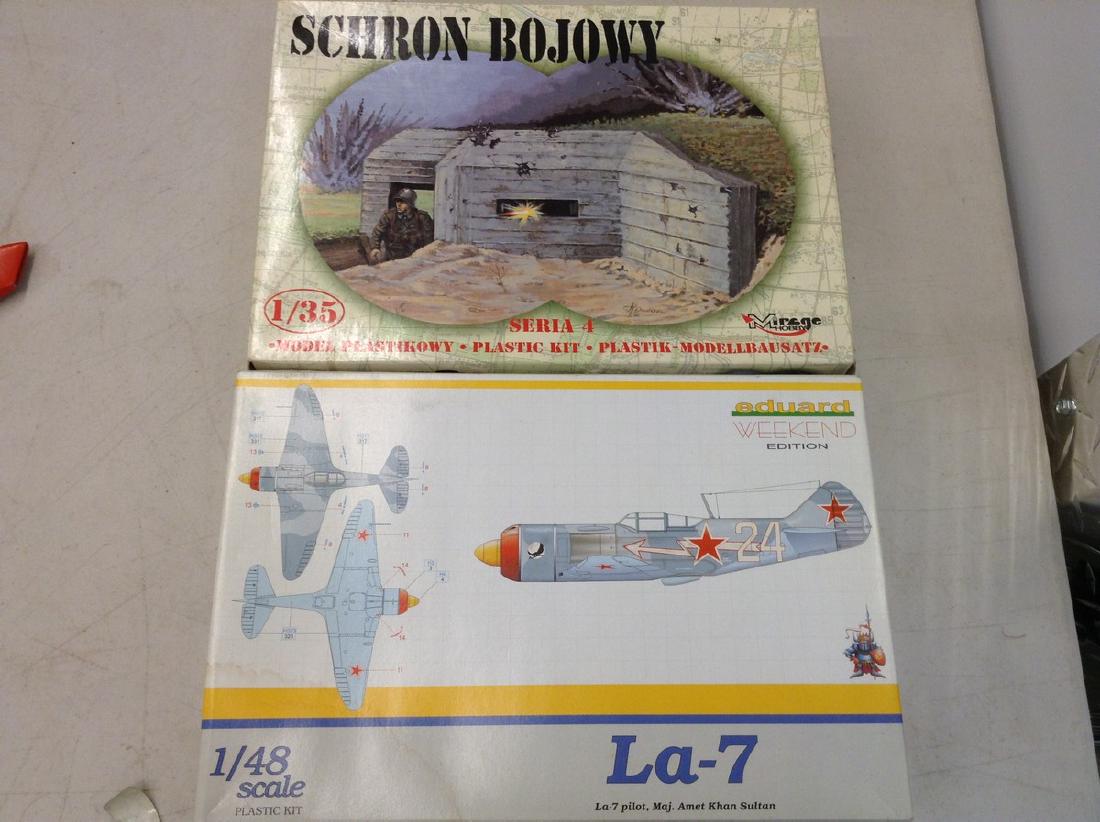 SCHRON BOJOWY
1/35
SERIA 4
Mirage
HOBBY
•MODEL PLASTIKOWY • PLASTIC KIT • PLASTIK-MODELLBAUSATZ•
eduard
WEEKEND
EDITION
24
1/48
scale
PLASTIC KIT
La-7
La-7 pilot, Maj. Amet Khan Sultan